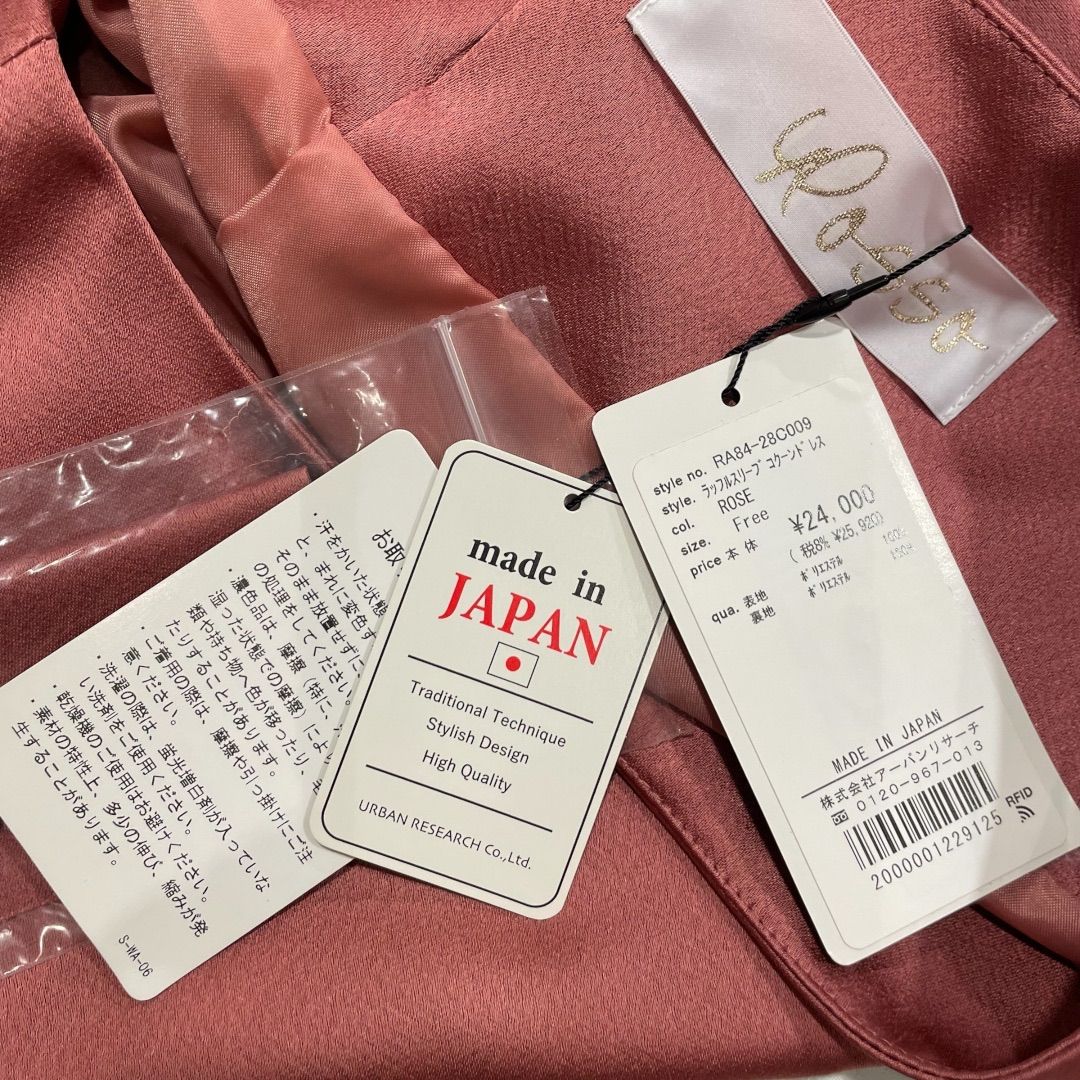 Rassa
お取
・汗をかいた状態
と、まれに変色す
そのまま放置せずに
の処理をしてください。
・濃色品は、摩擦（特に、
湿った状態での摩擦）によ
類や持ち物へ色が移ったり、
たりすることがあります。
・ご着用の際は、摩擦や引っ掛けにご注
意ください。
・洗濯の際は、蛍光増白剤が入っていな
い洗剤をご使用ください。
・乾燥機のご使用はお避けください。
・素材の特性上、多少の伸び、縮みが発
生することがあります。
S-WA-06
made in
JAPAN
Traditional Technique
Stylish Design
High Quality
URBAN RESEARCH Co.,Ltd.
style no. RA84-28C009
style. ラッフルスリーブコクーンドレス
col. ROSE
size. Free
price 本体 ¥24,000
(税8% ¥25,920)
qua. 表地 ポリエステル 100%
裏地 ポリエステル 100%
MADE IN JAPAN
株式会社アーバンリサーチ
0120-967-013
RFID
2000001229125